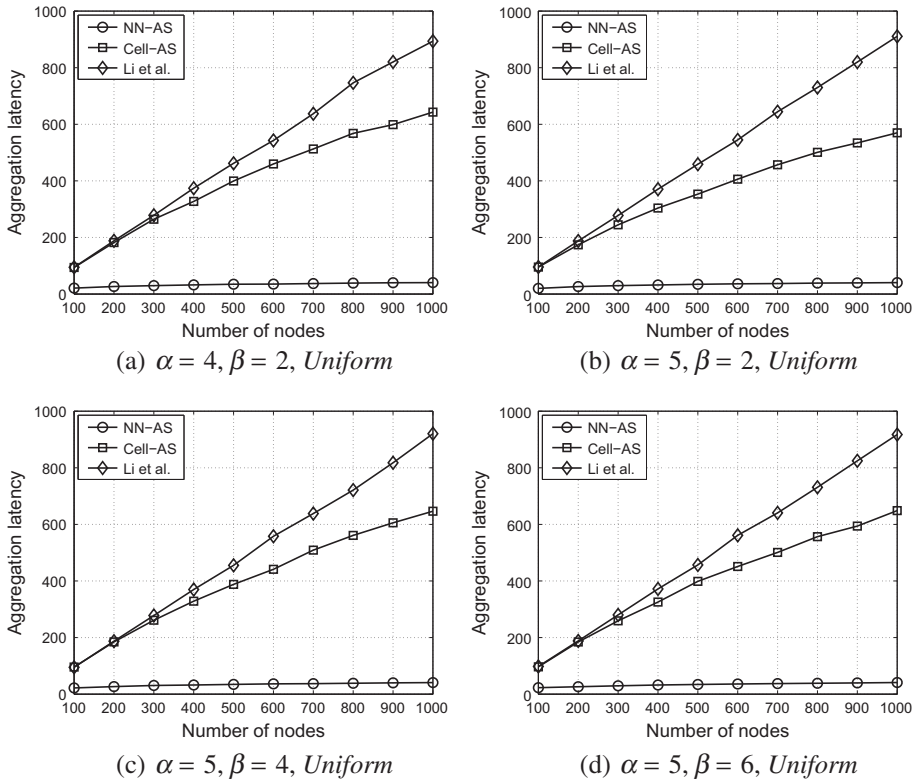 1000
800
600
400
200
0
Aggregation latency
NN-AS
Cell-AS
Li et al.
100 200 300 400 500 600 700 800 900 1000
Number of nodes
(a) α = 4, β = 2, Uniform
1000
800
600
400
200
0
Aggregation latency
NN-AS
Cell-AS
Li et al.
100 200 300 400 500 600 700 800 900 1000
Number of nodes
(b) α = 5, β = 2, Uniform
1000
800
600
400
200
0
Aggregation latency
NN-AS
Cell-AS
Li et al.
100 200 300 400 500 600 700 800 900 1000
Number of nodes
(c) α = 5, β = 4, Uniform
1000
800
600
400
200
0
Aggregation latency
NN-AS
Cell-AS
Li et al.
100 200 300 400 500 600 700 800 900 1000
Number of nodes
(d) α = 5, β = 6, Uniform